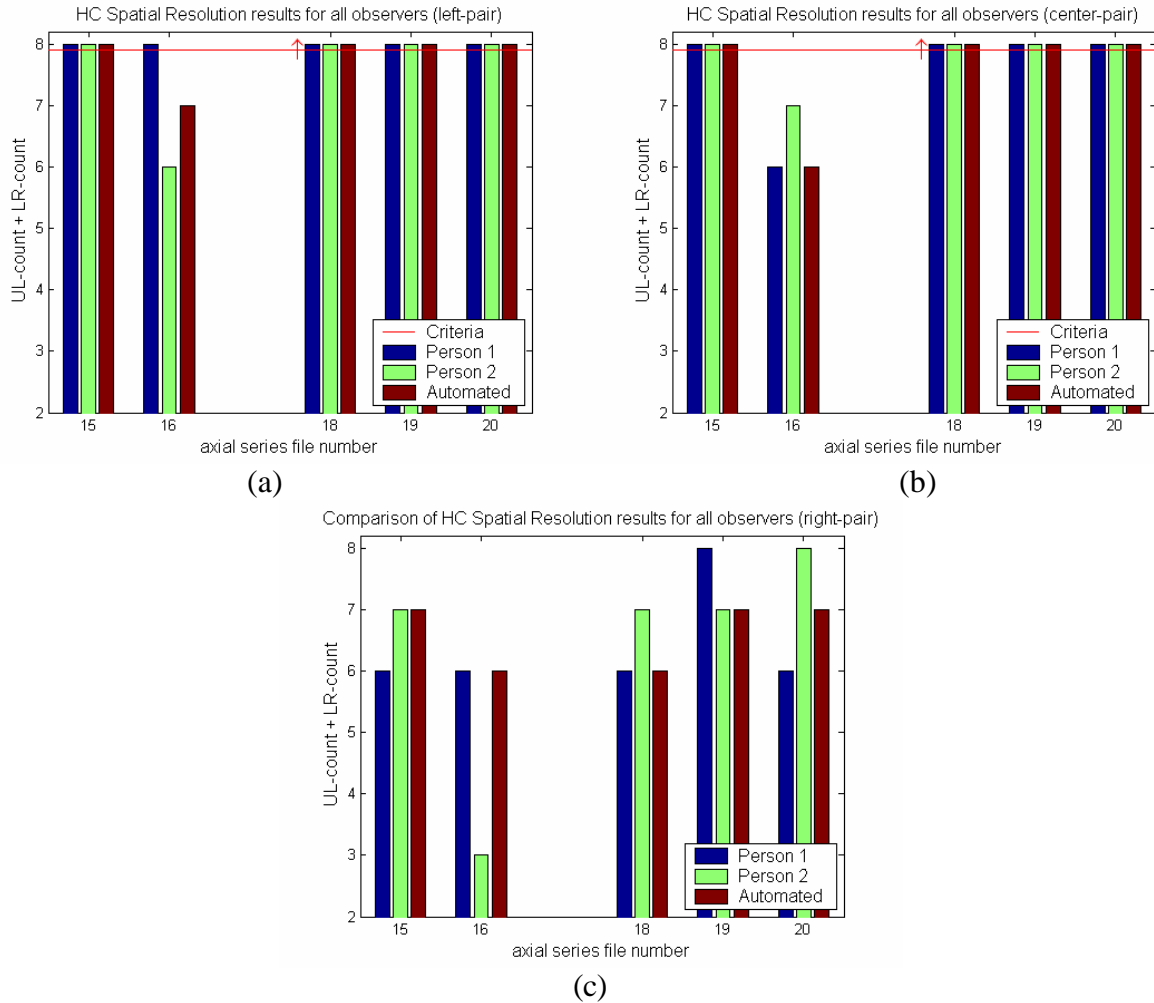 HC Spatial Resolution results for all observers (left-pair)
8
7
6
5
4
3
2
UL-count + LR-count
15 16 18 19 20
axial series file number
Criteria
Person 1
Person 2
Automated
(a)
HC Spatial Resolution results for all observers (center-pair)
8
7
6
5
4
3
2
UL-count + LR-count
15 16 18 19 20
axial series file number
Criteria
Person 1
Person 2
Automated
(b)
Comparison of HC Spatial Resolution results for all observers (right-pair)
8
7
6
5
4
3
2
UL-count + LR-count
15 16 18 19 20
axial series file number
Person 1
Person 2
Automated
(c)